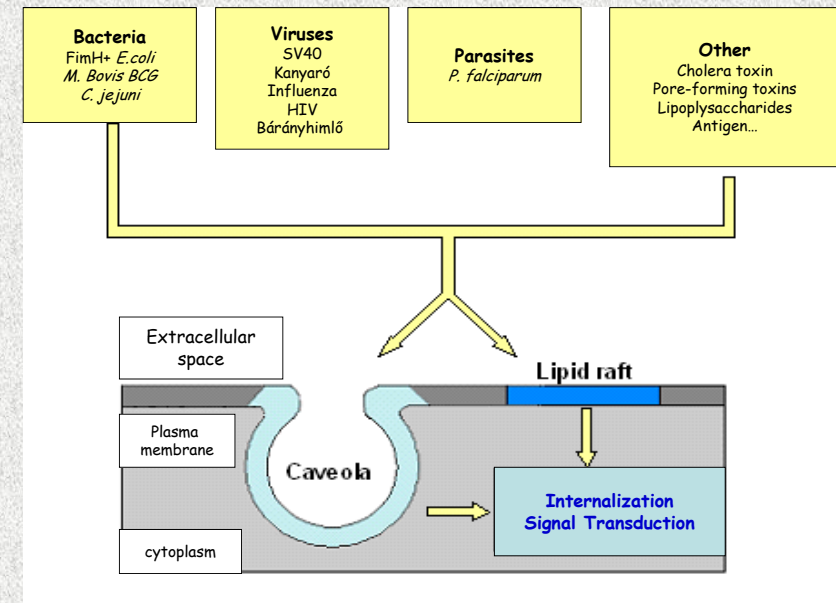 Bacteria
FimH+ E.coli
M. Bovis BCG
C. jejuni
Viruses
SV40
Kanyaró
Influenza
HIV
Bárányhimlő
Parasites
P. falciparum
Other
Cholera toxin
Pore-forming toxins
Lipoplysaccharides
Antigen…
Extracellular
space
Lipid raft
Plasma
membrane
Caveola
Internalization
Signal Transduction
cytoplasm